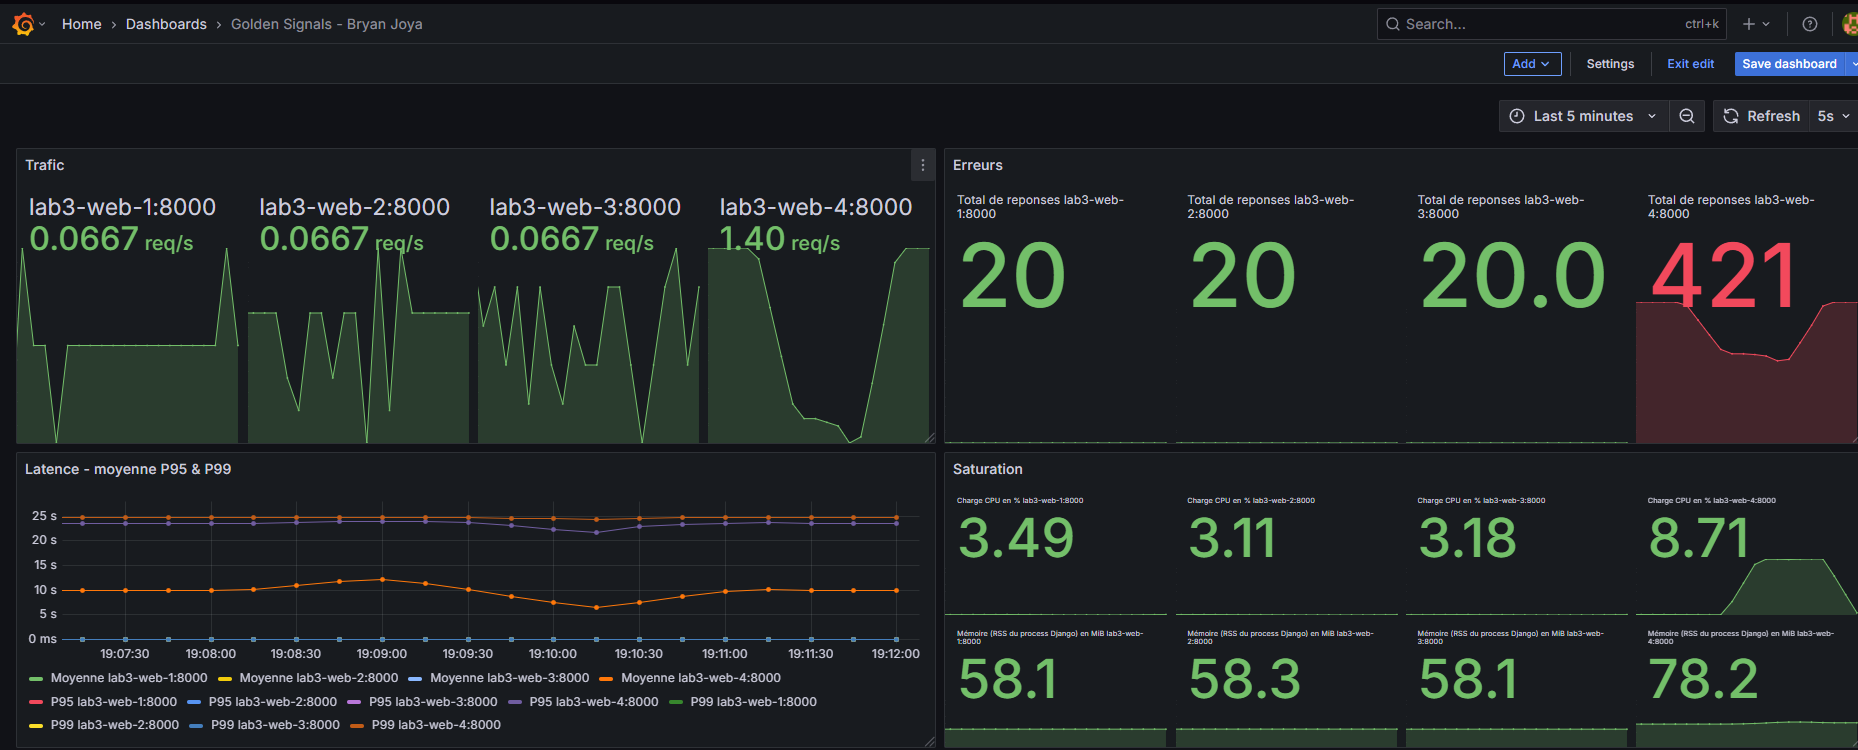 Home › Dashboards › Golden Signals - Bryan Joya
Search... ctrl+k
Add Settings Exit edit Save dashboard
Last 5 minutes Refresh 5s
Trafic
lab3-web-1:8000 lab3-web-2:8000 lab3-web-3:8000 lab3-web-4:8000
0.0667 req/s 0.0667 req/s 0.0667 req/s 1.40 req/s
Erreurs
Total de reponses lab3-web-1:8000
20
Total de reponses lab3-web-2:8000
20
Total de reponses lab3-web-3:8000
20.0
Total de reponses lab3-web-4:8000
421
Latence - moyenne P95 & P99
25 s
20 s
15 s
10 s
5 s
0 ms
19:07:30 19:08:00 19:08:30 19:09:00 19:09:30 19:10:00 19:10:30 19:11:00 19:11:30 19:12:00
Moyenne lab3-web-1:8000 Moyenne lab3-web-2:8000 Moyenne lab3-web-3:8000 Moyenne lab3-web-4:8000
P95 lab3-web-1:8000 P95 lab3-web-2:8000 P95 lab3-web-3:8000 P95 lab3-web-4:8000 P99 lab3-web-1:8000
P99 lab3-web-2:8000 P99 lab3-web-3:8000 P99 lab3-web-4:8000
Saturation
Charge CPU en % lab3-web-1:8000 Charge CPU en % lab3-web-2:8000 Charge CPU en % lab3-web-3:8000 Charge CPU en % lab3-web-4:8000
3.49 3.11 3.18 8.71
Mémoire (RSS du process Django) en MiB lab3-web-1:8000
58.1
Mémoire (RSS du process Django) en MiB lab3-web-2:8000
58.3
Mémoire (RSS du process Django) en MiB lab3-web-3:8000
58.1
Mémoire (RSS du process Django) en MiB lab3-web-4:8000
78.2